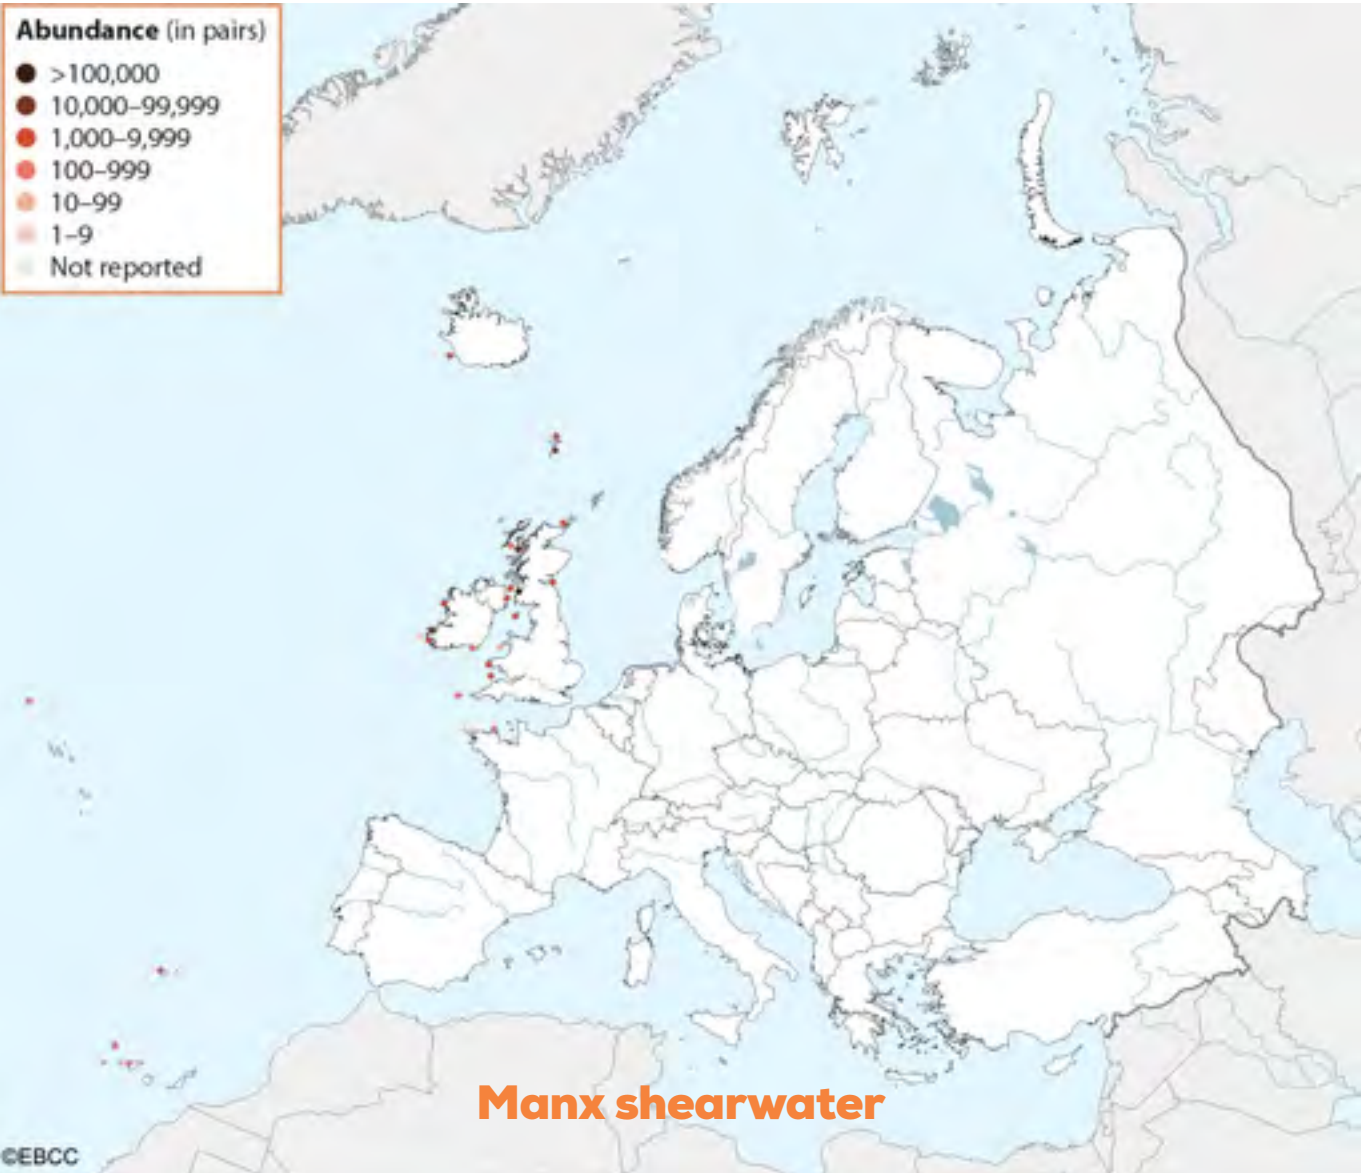 Abundance (in pairs)
>100,000
10,000–99,999
1,000–9,999
100–999
10–99
1–9
Not reported
Manx shearwater
©EBCC